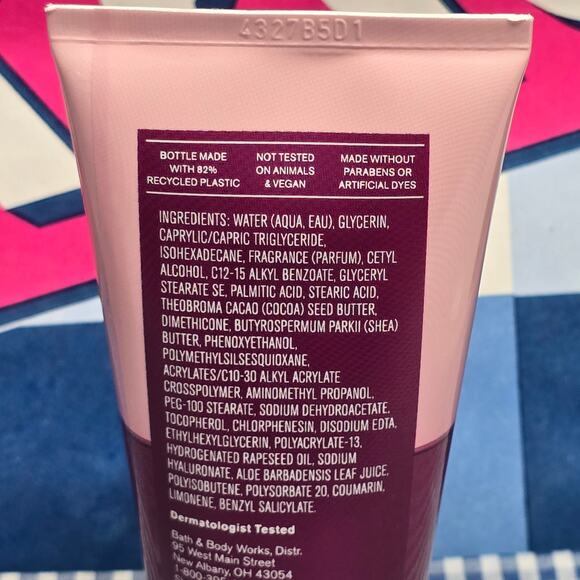 4327B5D1
BOTTLE MADE
WITH 82%
RECYCLED PLASTIC
NOT TESTED
ON ANIMALS
& VEGAN
MADE WITHOUT
PARABENS OR
ARTIFICIAL DYES
INGREDIENTS: WATER (AQUA, EAU), GLYCERIN,
CAPRYLIC/CAPRIC TRIGLYCERIDE,
ISOHEXADECANE, FRAGRANCE (PARFUM), CETYL
ALCOHOL, C12-15 ALKYL BENZOATE, GLYCERYL
STEARATE SE, PALMITIC ACID, STEARIC ACID,
THEOBROMA CACAO (COCOA) SEED BUTTER,
DIMETHICONE, BUTYROSPERMUM PARKII (SHEA)
BUTTER, PHENOXYETHANOL,
POLYMETHYLSILSESQUIOXANE,
ACRYLATES/C10-30 ALKYL ACRYLATE
CROSSPOLYMER, AMINOMETHYL PROPANOL,
PEG-100 STEARATE, SODIUM DEHYDROACETATE,
TOCOPHEROL, CHLORPHENESIN, DISODIUM EDTA,
ETHYLHEXYLGLYCERIN, POLYACRYLATE-13,
HYDROGENATED RAPESEED OIL, SODIUM
HYALURONATE, ALOE BARBADENSIS LEAF JUICE,
POLYISOBUTENE, POLYSORBATE 20, COUMARIN,
LIMONENE, BENZYL SALICYLATE.
Dermatologist Tested
Bath & Body Works, Distr.
95 West Main Street
New Albany, OH 43054